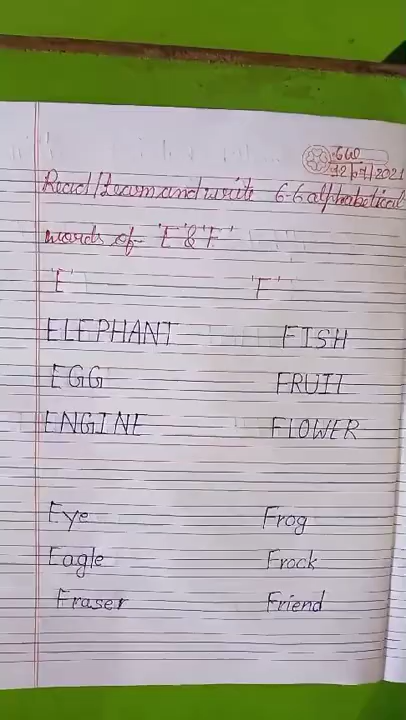 CW
12/07/2021
Read/Learn and write 6-6 alphabetical
words of- 'E' & 'F'
'E' 'F'
ELEPHANT FISH
EGG FRUIT
ENGINE FLOWER
Eye Frog
Eagle Frock
Eraser Friend